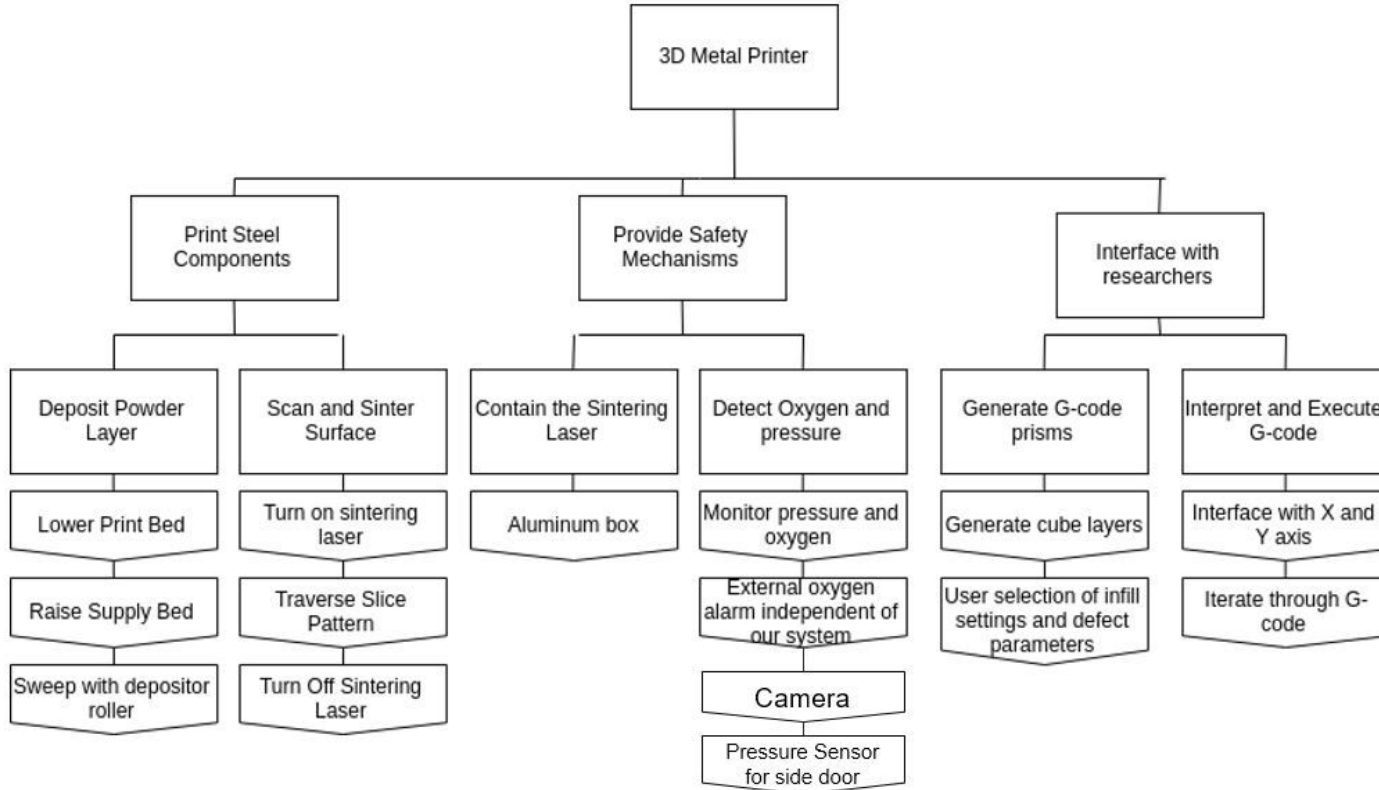 3D Metal Printer
Print Steel
Components
Provide Safety
Mechanisms
Interface with
researchers
Deposit Powder
Layer
Scan and Sinter
Surface
Contain the Sintering
Laser
Detect Oxygen and
pressure
Generate G-code
prisms
Interpret and Execute
G-code
Lower Print Bed
Turn on sintering
laser
Aluminum box
Monitor pressure and
oxygen
Generate cube layers
Interface with X and
Y axis
Raise Supply Bed
Traverse Slice
Pattern
External oxygen
alarm independent of
our system
User selection of infill
settings and defect
parameters
Iterate through G-
code
Sweep with depositor
roller
Turn Off Sintering
Laser
Camera
Pressure Sensor
for side door